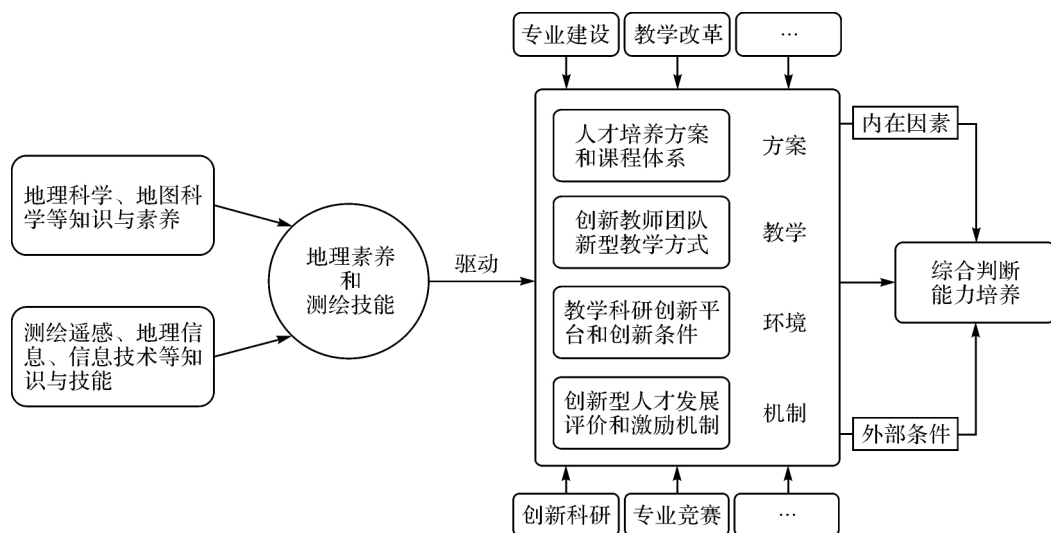 专业建设
教学改革
…
人才培养方案
和课程体系
方案
内在因素
地理科学、地图科
学等知识与素养
创新教师团队
新型教学方式
教学
地理素养
和
测绘技能
驱动
综合判断
能力培养
测绘遥感、地理信
息、信息技术等知
识与技能
教学科研创新平
台和创新条件
环境
创新型人才发展
评价和激励机制
机制
外部条件
创新科研
专业竞赛
…